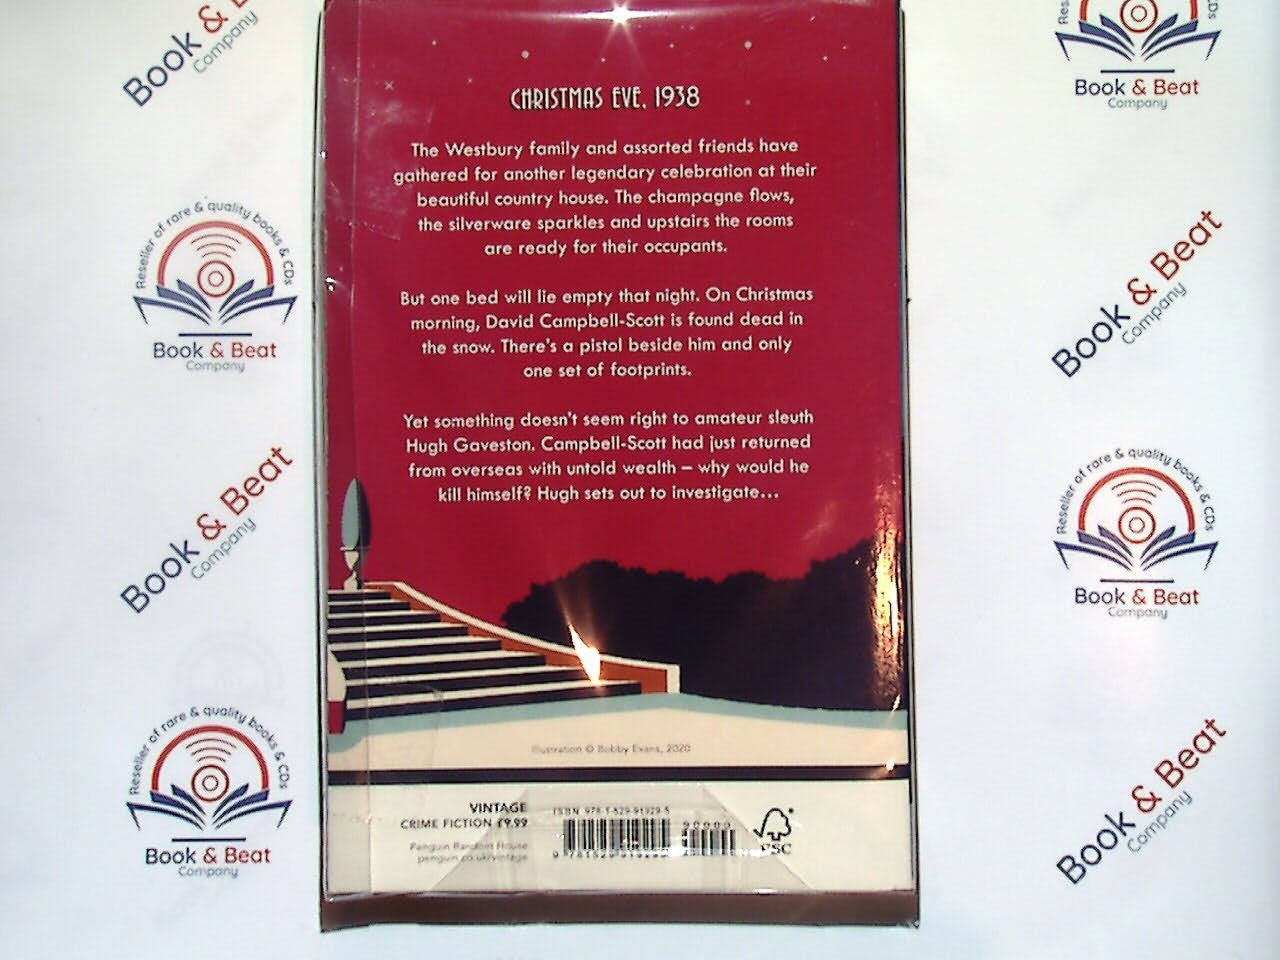 CHRISTMAS EVE, 1938
The Westbury family and assorted friends have
gathered for another legendary celebration at their
beautiful country house. The champagne flows,
the silverware sparkles and upstairs the rooms
are ready for their occupants.
But one bed will lie empty that night. On Christmas
morning, David Campbell-Scott is found dead in
the snow. There's a pistol beside him and only
one set of footprints.
Yet something doesn't seem right to amateur sleuth
Hugh Gaveston. Campbell-Scott had just returned
from overseas with untold wealth – why would he
kill himself? Hugh sets out to investigate...
Illustration © Bobby Evans, 2020
VINTAGE
CRIME FICTION £9.99
Penguin Random House
penguin.co.uk/vintage
ISBN 978-1-529-91929-5
90000
FSC
Book &
Company
Reseller of rare & quality books & CDs
Book & Beat
Company
Book & Beat
Company
Reseller of rare & quality books & CDs
Book & Beat
Company
Book & Beat
Company
Book & Beat
Company
Reseller of rare & quality books & CDs
Book & Beat
Company
Book & Beat
Company